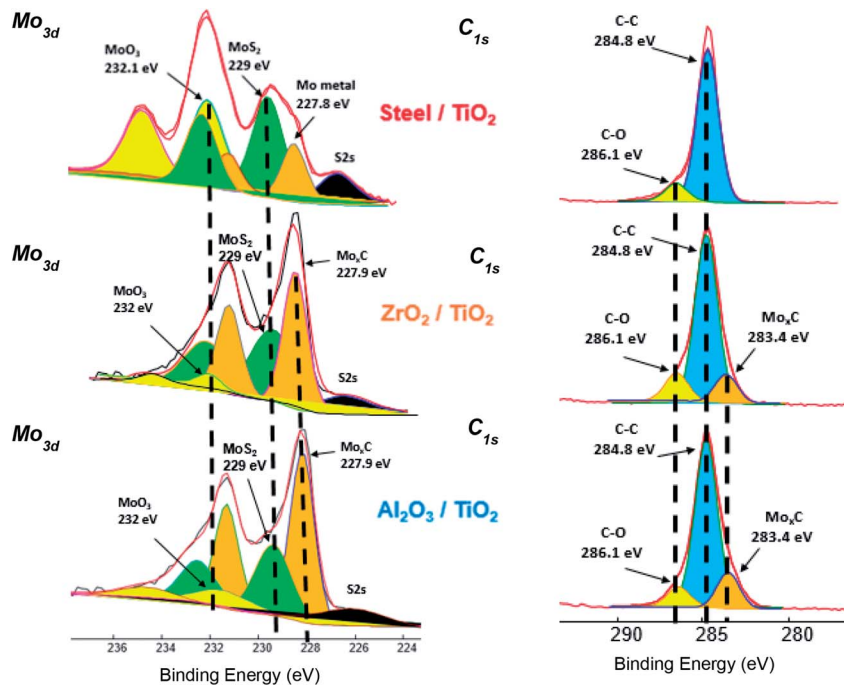 Mo3d
MoO3
232.1 eV
MoS2
229 eV
Mo metal
227.8 eV
S2s
Steel / TiO2
C1s
C-C
284.8 eV
C-O
286.1 eV
Mo3d
MoO3
232 eV
MoS2
229 eV
MoxC
227.9 eV
S2s
ZrO2 / TiO2
C1s
C-C
284.8 eV
C-O
286.1 eV
MoxC
283.4 eV
Mo3d
MoO3
232 eV
MoS2
229 eV
MoxC
227.9 eV
S2s
Al2O3 / TiO2
C1s
C-C
284.8 eV
C-O
286.1 eV
MoxC
283.4 eV
236 234 232 230 228 226 224
Binding Energy (eV)
290 285 280
Binding Energy (eV)